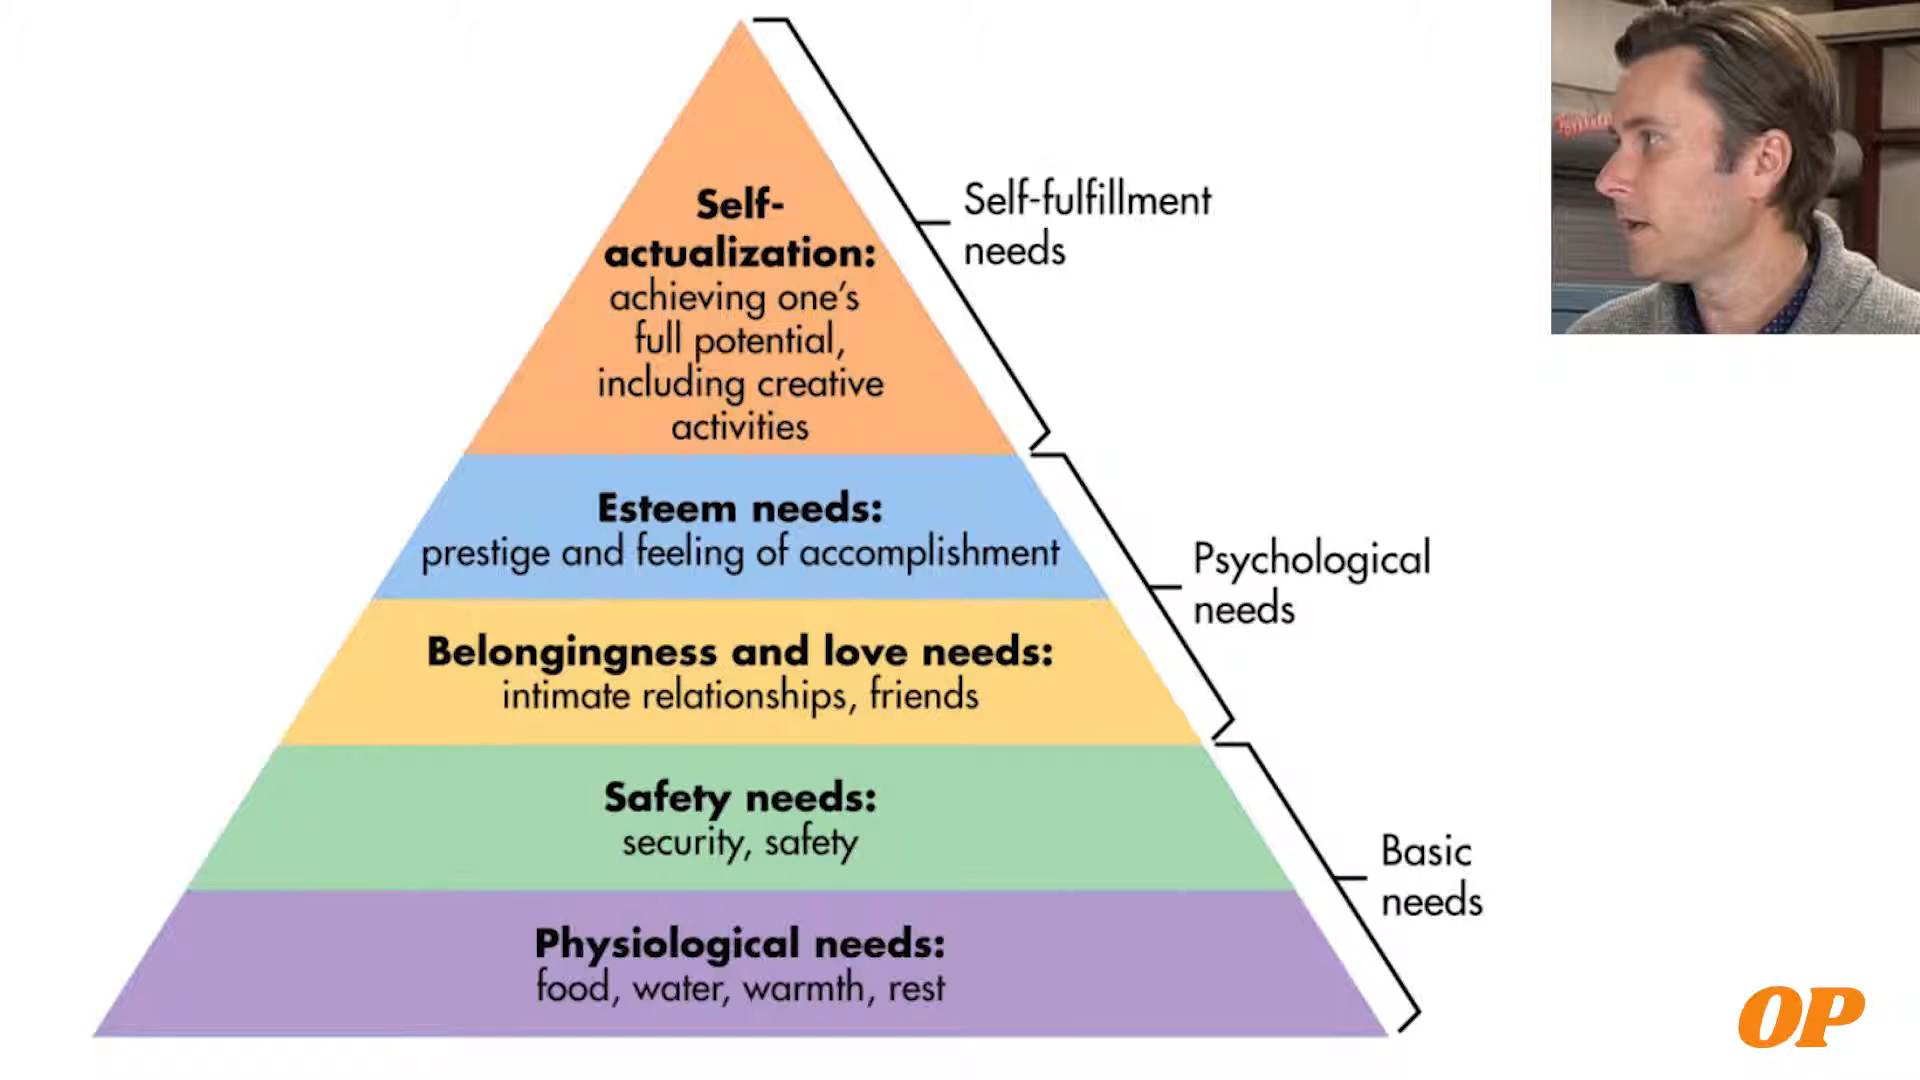 Self-
actualization:
achieving one's
full potential,
including creative
activities
Self-fulfillment
needs
Esteem needs:
prestige and feeling of accomplishment
Psychological
needs
Belongingness and love needs:
intimate relationships, friends
Safety needs:
security, safety
Basic
needs
Physiological needs:
food, water, warmth, rest
OP